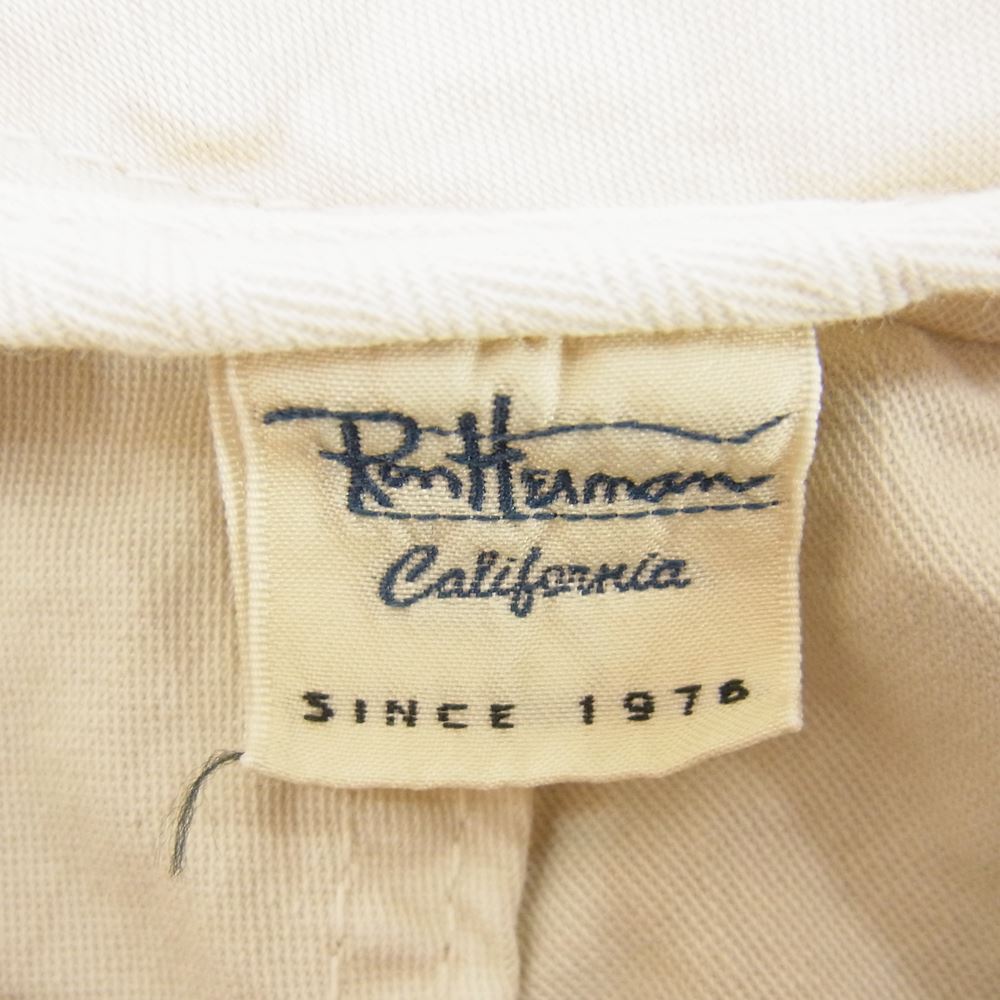 Ron Herman
California
SINCE 1976